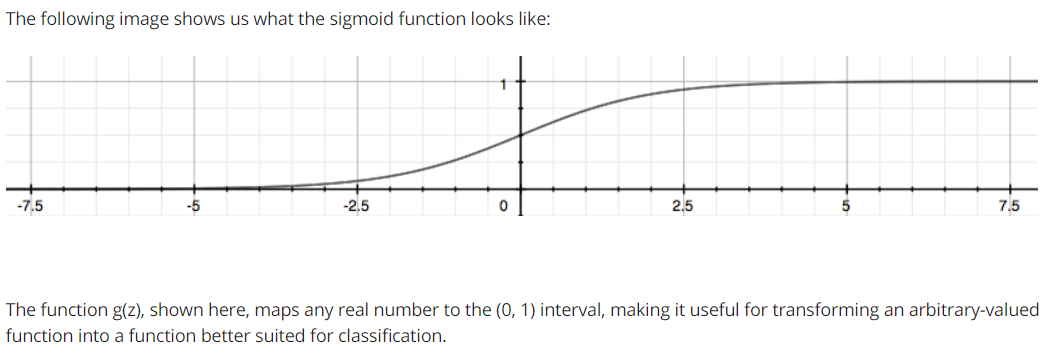 The following image shows us what the sigmoid function looks like:
1
-7.5 -5 -2.5 0 2.5 5 7.5
The function g(z), shown here, maps any real number to the (0, 1) interval, making it useful for transforming an arbitrary-valued
function into a function better suited for classification.